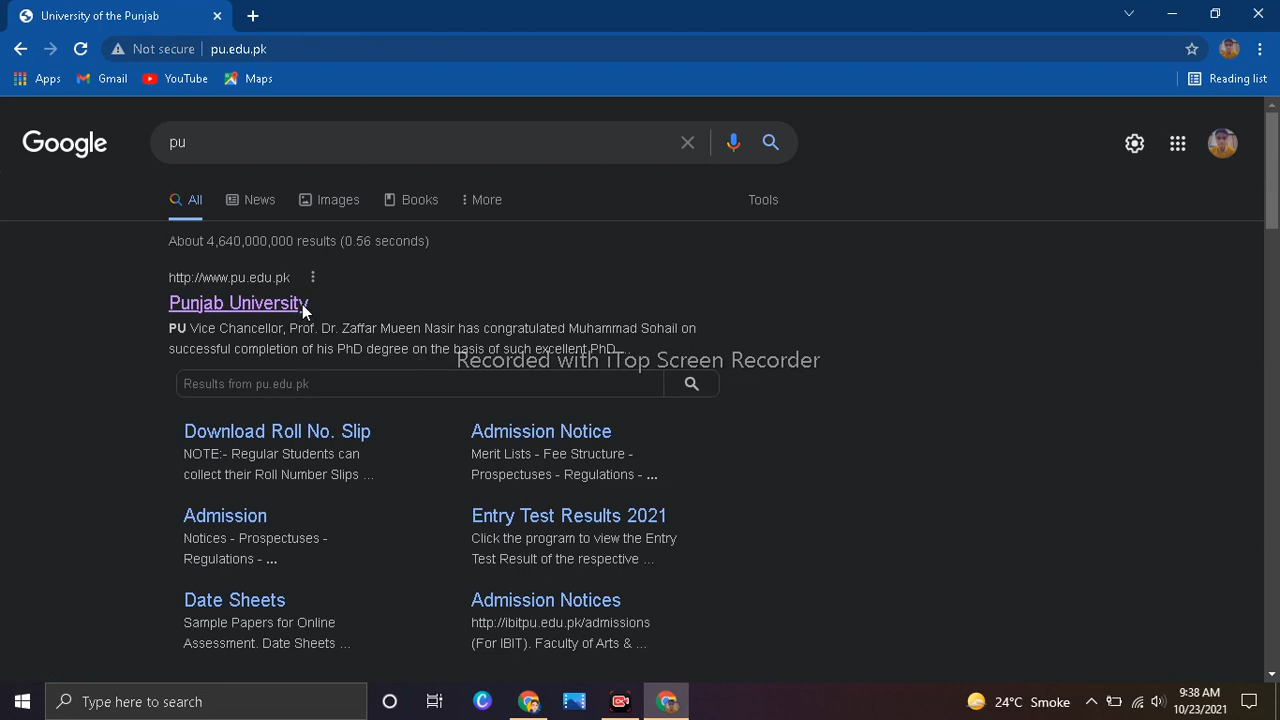 University of the Punjab
Not secure pu.edu.pk
Apps Gmail YouTube Maps Reading list
Google pu
All News Images Books More Tools
About 4,640,000,000 results (0.56 seconds)
http://www.pu.edu.pk
Punjab University
PU Vice Chancellor, Prof. Dr. Zaffar Mueen Nasir has congratulated Muhammad Sohail on
successful completion of his PhD degree on the basis of such excellent PhD ...
Recorded with iTop Screen Recorder
Results from pu.edu.pk
Download Roll No. Slip
NOTE:- Regular Students can
collect their Roll Number Slips ...
Admission Notice
Merit Lists - Fee Structure -
Prospectuses - Regulations - ...
Admission
Notices - Prospectuses -
Regulations - ...
Entry Test Results 2021
Click the program to view the Entry
Test Result of the respective ...
Date Sheets
Sample Papers for Online
Assessment. Date Sheets ...
Admission Notices
http://ibitpu.edu.pk/admissions
(For IBIT). Faculty of Arts & ...
Type here to search
24°C Smoke
9:38 AM
10/23/2021